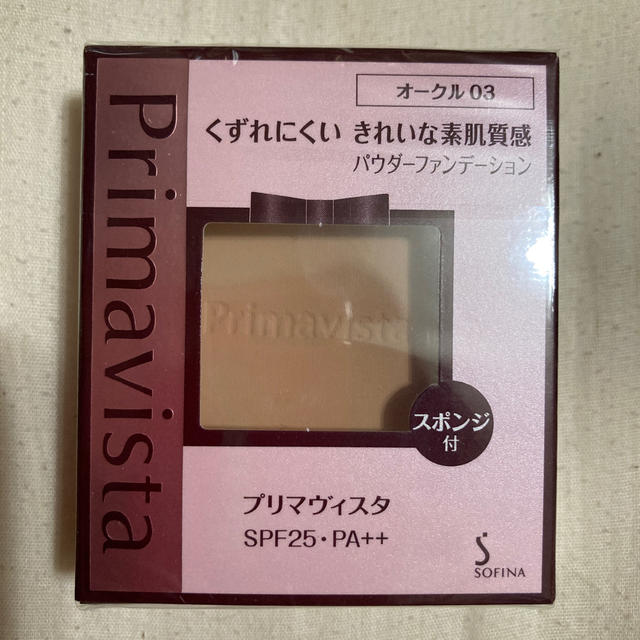 Primavista
オークル 03
くずれにくい きれいな素肌質感
パウダーファンデーション
Primavista
スポンジ
付
プリマヴィスタ
SPF25・PA++
SOFINA